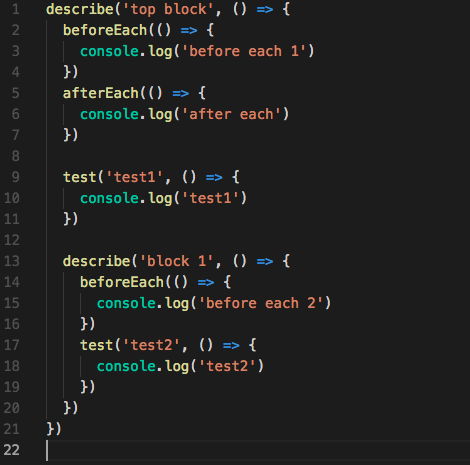 1 describe('top block', () => {
2   beforeEach(() => {
3     console.log('before each 1')
4   })
5   afterEach(() => {
6     console.log('after each')
7   })
8
9   test('test1', () => {
10     console.log('test1')
11   })
12
13   describe('block 1', () => {
14     beforeEach(() => {
15       console.log('before each 2')
16     })
17     test('test2', () => {
18       console.log('test2')
19     })
20   })
21 })
22